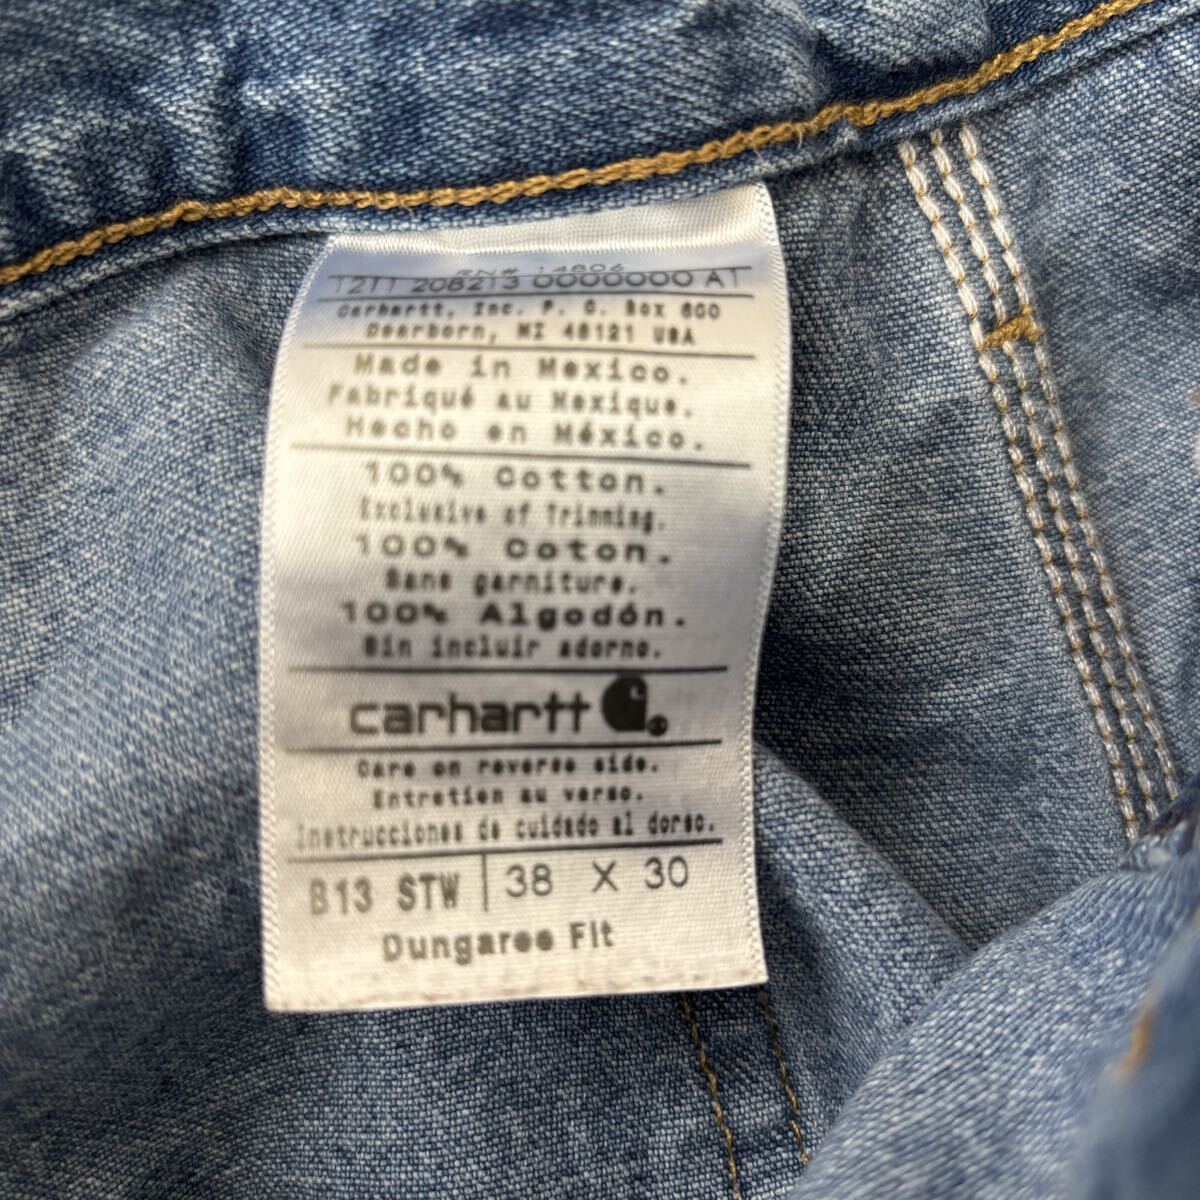 RN# 14806
1211 208213 0000000 A1
Carhartt, Inc. P. O. Box 600
Dearborn, MI 48121 USA
Made in Mexico.
Fabriqué au Mexique.
Hecho en México.
100% Cotton.
Exclusive of Trimming.
100% Coton.
Sans garniture.
100% Algodón.
Sin incluir adorno.
carhartt
Care on reverse side.
Entretien au verso.
Instrucciones de cuidado al dorso.
B13 STW | 38 X 30
Dungaree Fit